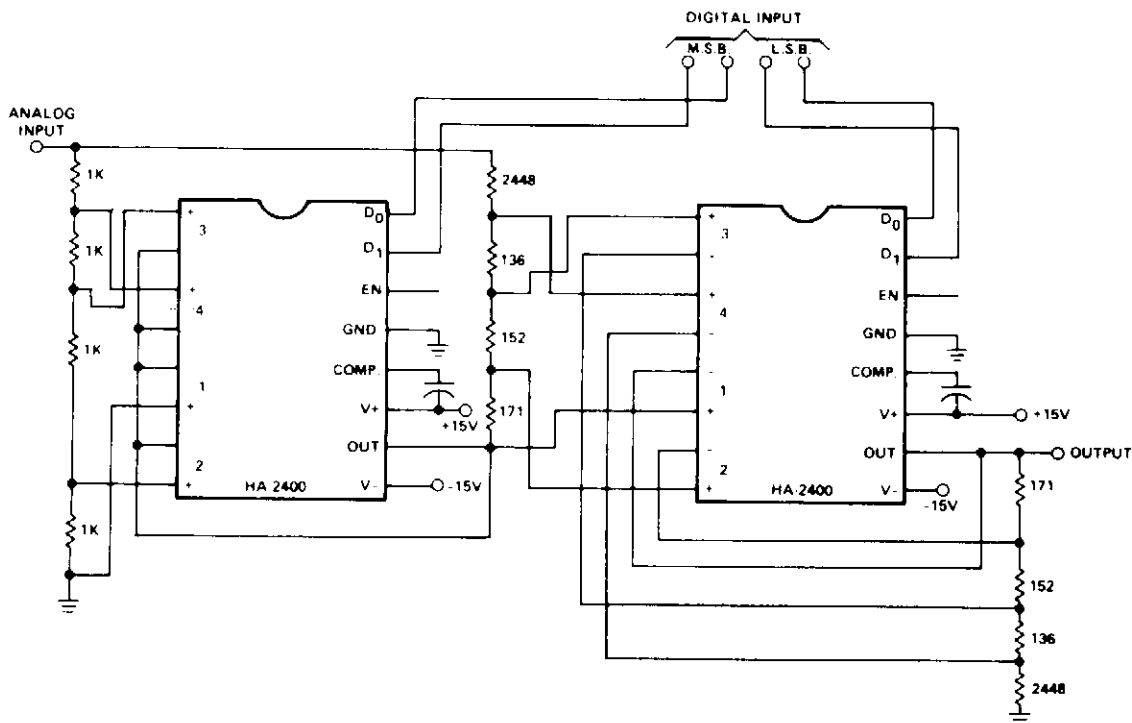 DIGITAL INPUT
M.S.B. L.S.B.
ANALOG
INPUT
1K
1K
1K
1K
+
3
+
4
1
+
2
+
D0
D1
EN
GND
COMP.
V+
+15V
OUT
V-
-15V
HA-2400
2448
136
152
171
+
3
-
+
4
-
-
1
+
-
2
+
D0
D1
EN
GND
COMP.
V+
+15V
OUT
OUTPUT
V-
-15V
HA-2400
171
152
136
2448